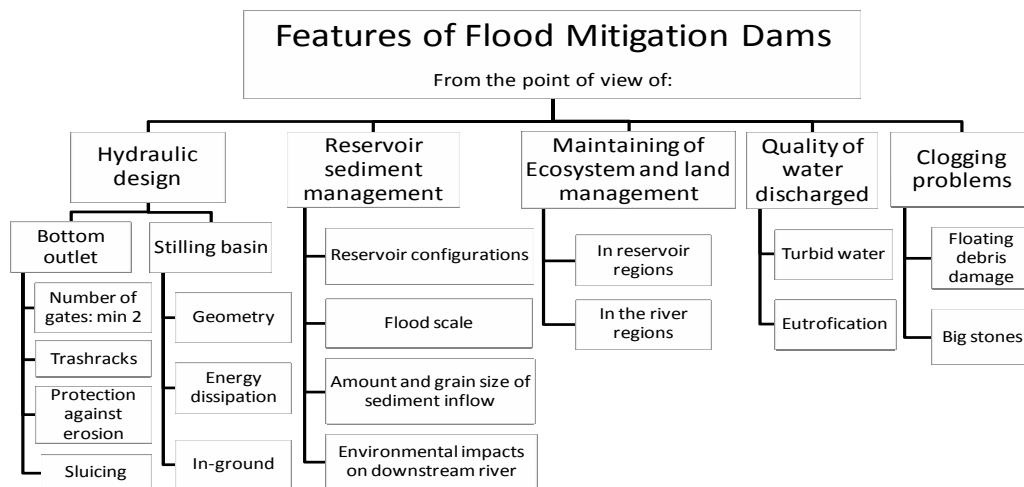 Features of Flood Mitigation Dams
From the point of view of:
Hydraulic
design
Bottom
outlet
Number of
gates: min 2
Trashracks
Protection
against
erosion
Sluicing
Stilling basin
Geometry
Energy
dissipation
In-ground
Reservoir
sediment
management
Reservoir configurations
Flood scale
Amount and grain size of
sediment inflow
Environmental impacts
on downstream river
Maintaining of
Ecosystem and land
management
In reservoir
regions
In the river
regions
Quality of
water
discharged
Turbid water
Eutrofication
Clogging
problems
Floating
debris
damage
Big stones